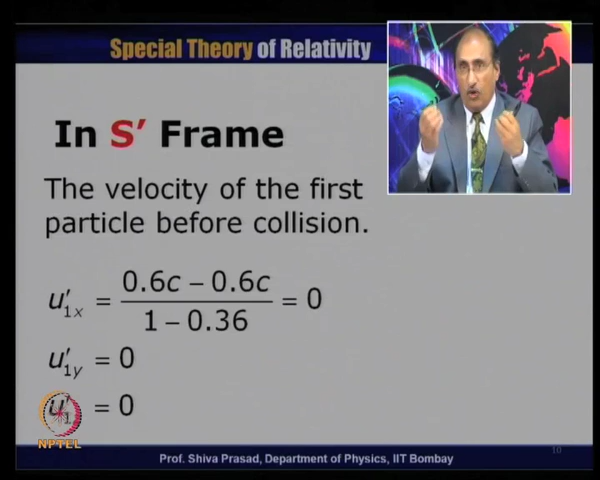 Special Theory of Relativity
In S′ Frame
The velocity of the first
particle before collision.
u′₁ₓ = (0.6c − 0.6c) / (1 − 0.36) = 0
u′₁y = 0
u′₁ = 0
NPTEL
Prof. Shiva Prasad, Department of Physics, IIT Bombay
10